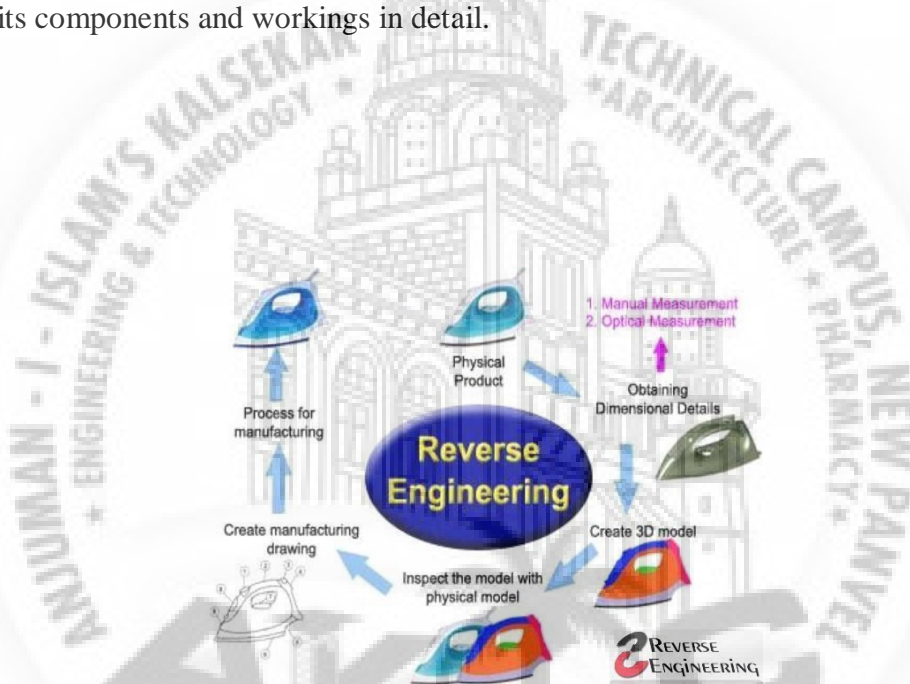 its components and workings in detail.
ANJUMAN - I - ISLAM'S KALSEKAR TECHNICAL CAMPUS, NEW PANVEL
* ENGINEERING & TECHNOLOGY * *ARCHITECTURE * PHARMACY *
1. Manual Measurement
2. Optical Measurement
Physical
Product
Obtaining
Dimensional Details
Process for
manufacturing
Reverse
Engineering
Create manufacturing
drawing
Create 3D model
Inspect the model with
physical model
REVERSE
ENGINEERING